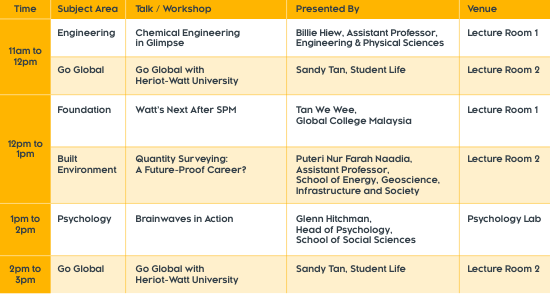 Time Subject Area Talk / Workshop Presented By Venue
11am to
12pm
Engineering
Chemical Engineering
in Glimpse
Billie Hiew, Assistant Professor,
Engineering & Physical Sciences
Lecture Room 1
Go Global
Go Global with
Heriot-Watt University
Sandy Tan, Student Life
Lecture Room 2
12pm to
1pm
Foundation
Watt's Next After SPM
Tan We Wee,
Global College Malaysia
Lecture Room 1
Built
Environment
Quantity Surveying:
A Future-Proof Career?
Puteri Nur Farah Naadia,
Assistant Professor,
School of Energy, Geoscience,
Infrastructure and Society
Lecture Room 2
1pm to
2pm
Psychology
Brainwaves in Action
Glenn Hitchman,
Head of Psychology,
School of Social Sciences
Psychology Lab
2pm to
3pm
Go Global
Go Global with
Heriot-Watt University
Sandy Tan, Student Life
Lecture Room 2